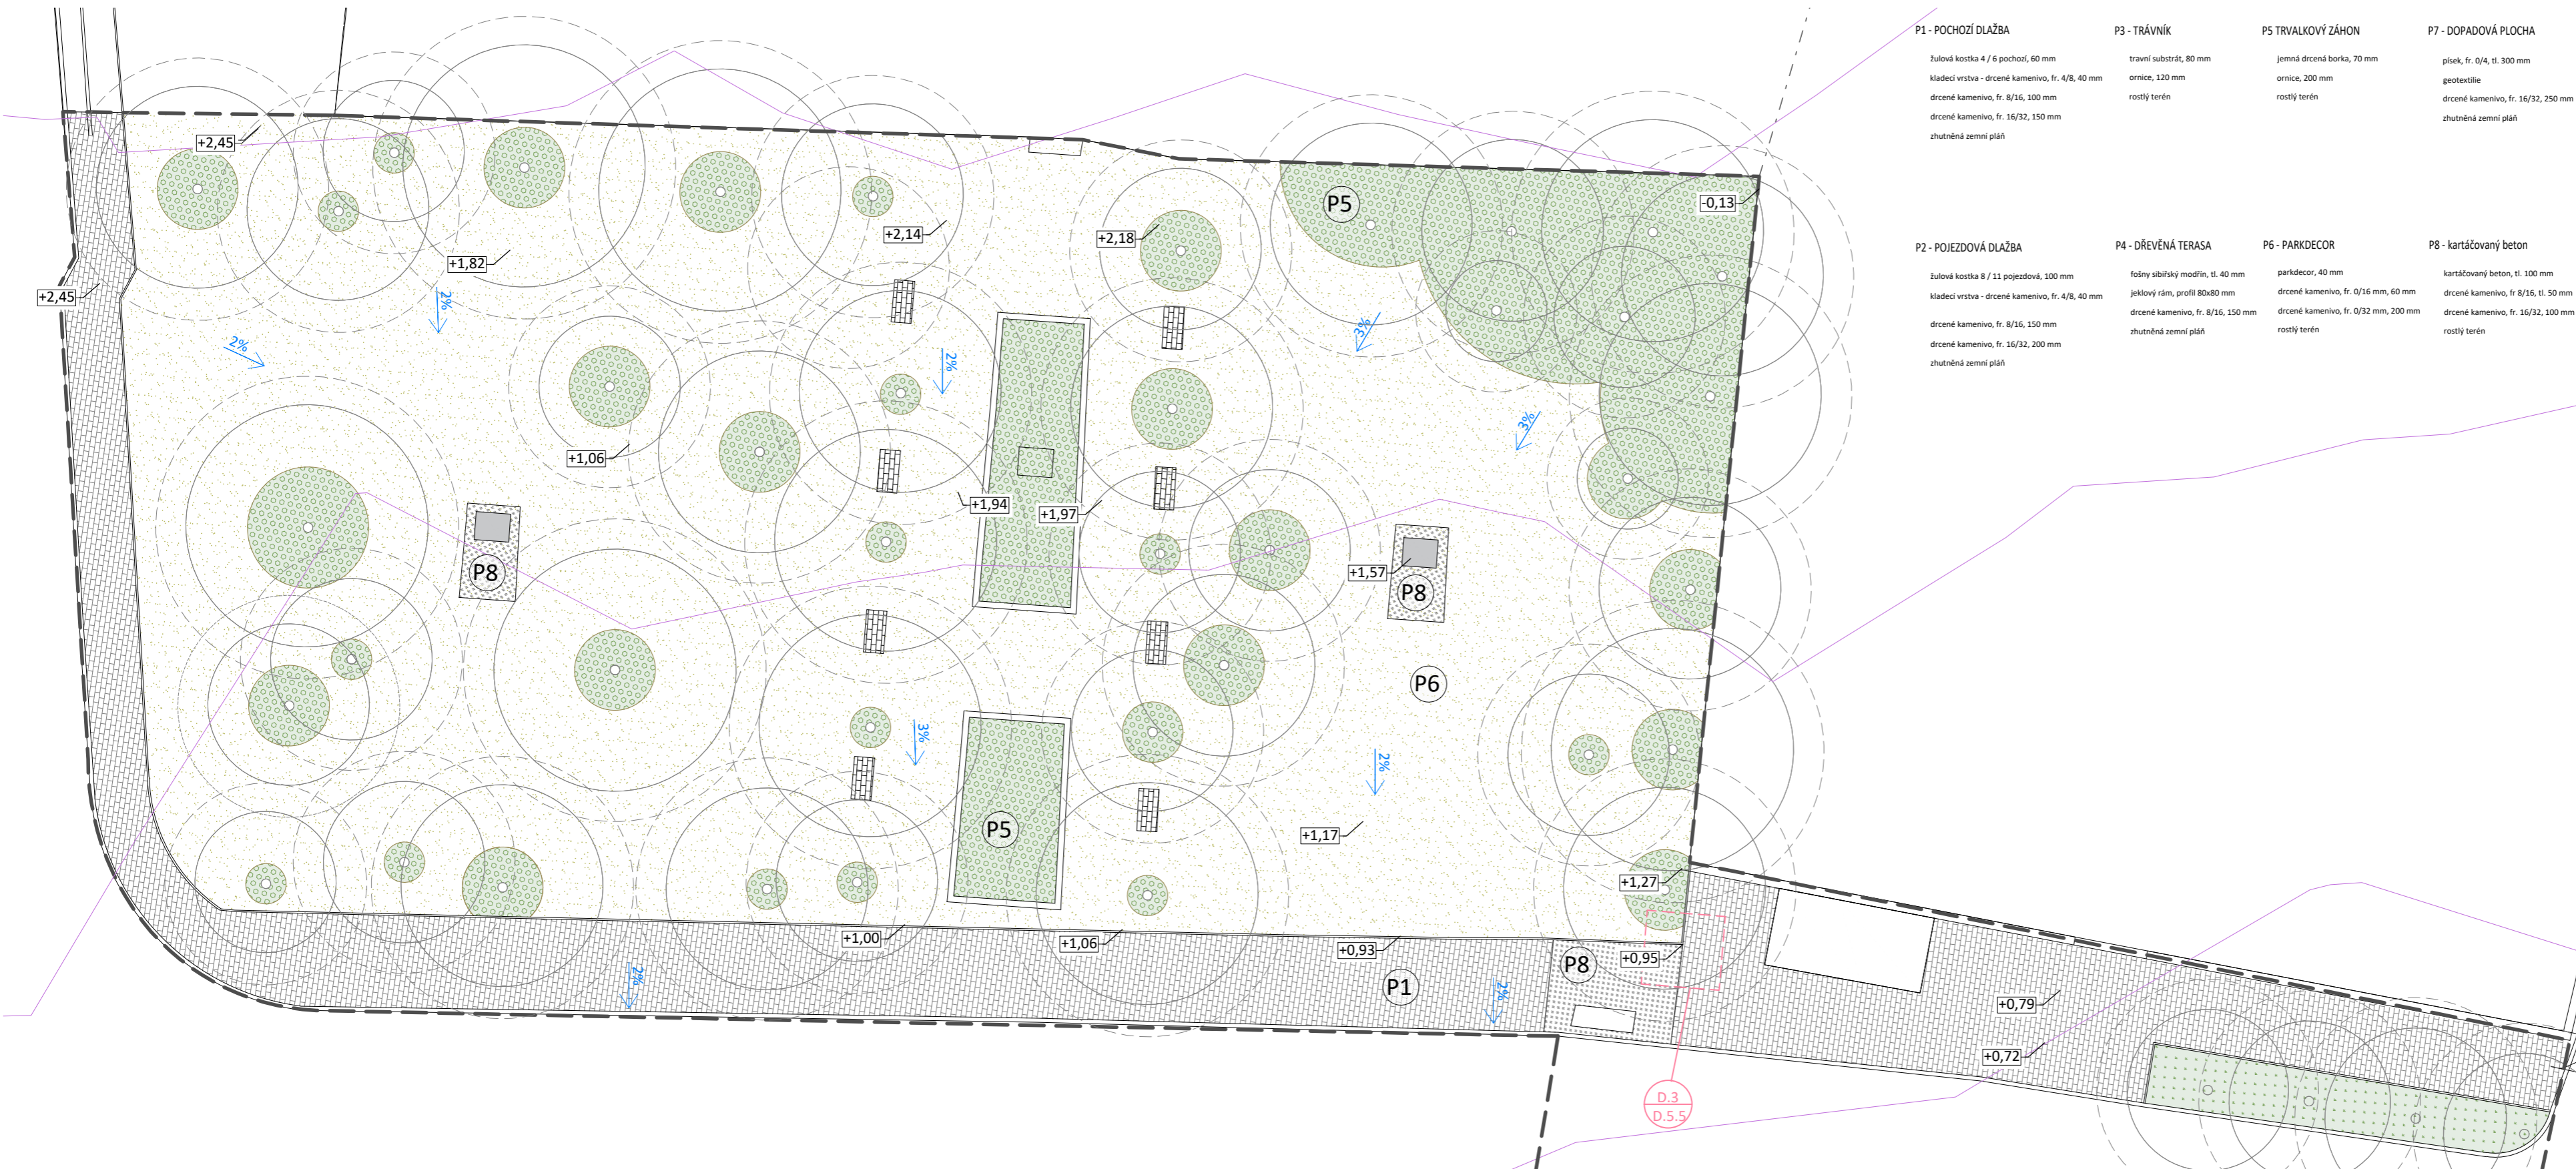 P1 - POCHOZÍ DLAŽBA
žulová kostka 4 / 6 pochozí, 60 mm
kladecí vrstva - drcené kamenivo, fr. 4/8, 40 mm
drcené kamenivo, fr. 8/16, 100 mm
drcené kamenivo, fr. 16/32, 150 mm
zhutněná zemní pláň
P3 - TRÁVNÍK
travní substrát, 80 mm
ornice, 120 mm
rostlý terén
P5 TRVALKOVÝ ZÁHON
jemná drcená borka, 70 mm
ornice, 200 mm
rostlý terén
P7 - DOPADOVÁ PLOCHA
písek, fr. 0/4, tl. 300 mm
geotextilie
drcené kamenivo, fr. 16/32, 250 mm
zhutněná zemní pláň
P2 - POJEZDOVÁ DLAŽBA
žulová kostka 8 / 11 pojezdová, 100 mm
kladecí vrstva - drcené kamenivo, fr. 4/8, 40 mm
drcené kamenivo, fr. 8/16, 150 mm
drcené kamenivo, fr. 16/32, 200 mm
zhutněná zemní pláň
P4 - DŘEVĚNÁ TERASA
fošny sibiřský modřín, tl. 40 mm
jeklový rám, profil 80x80 mm
drcené kamenivo, fr. 8/16, 150 mm
zhutněná zemní pláň
P6 - PARKDECOR
parkdecor, 40 mm
drcené kamenivo, fr. 0/16 mm, 60 mm
drcené kamenivo, fr. 0/32 mm, 200 mm
rostlý terén
P8 - kartáčovaný beton
kartáčovaný beton, tl. 100 mm
drcené kamenivo, fr 8/16, tl. 50 mm
drcené kamenivo, fr. 16/32, 100 mm
rostlý terén
+2,45
P5
-0,13
+2,14
+2,18
+1,82
+2,45
2%
2%
2%
3%
3%
+1,06
+1,94
+1,97
P8
+1,57
P8
P6
3%
2%
P5
+1,17
+1,27
+1,00
+1,06
+0,93
+0,95
P8
2%
P1
2%
+0,79
+0,72
D.3
D.5.5